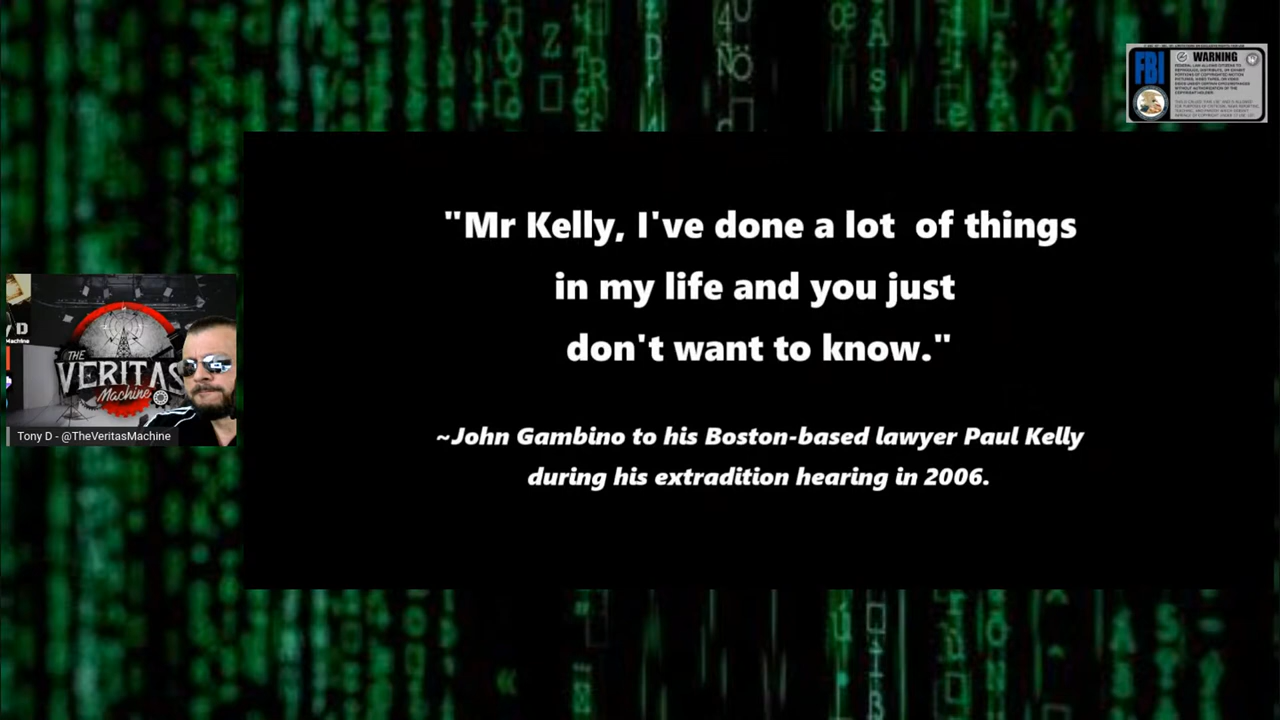 FBI
WARNING
"Mr Kelly, I've done a lot  of things
in my life and you just
don't want to know."
~John Gambino to his Boston-based lawyer Paul Kelly
during his extradition hearing in 2006.
THE
VERITAS
Machine
Tony D - @TheVeritasMachine